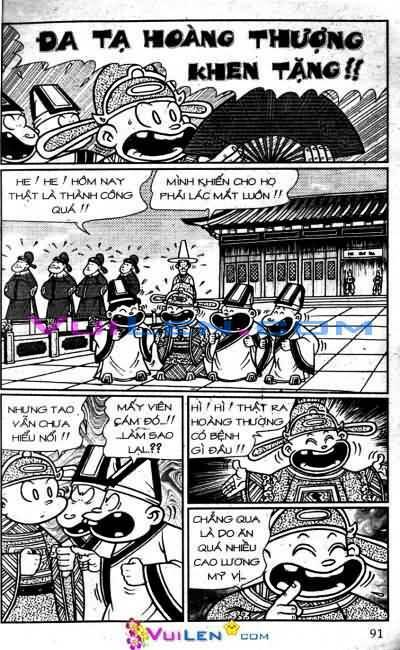 ĐA TẠ HOÀNG THƯỢNG
KHEN TẶNG!!
HE! HE! HÔM NAY
THẬT LÀ THÀNH CÔNG
QUÁ!!
MÌNH KHIẾN CHO HỌ
PHẢI LÁC MẮT LUÔN!!
VUILEN.COM
NHƯNG TAO
VẪN CHƯA
HIỂU NỔI!!
MẤY VIÊN
CÁM ĐÓ..!!
..LÀM SAO
LẠI..??
HÌ! HÌ! THẬT RA
HOÀNG THƯỢNG
CÓ BỆNH
GÌ ĐÂU!!
CHẲNG QUA
LÀ DO ĂN
QUÁ NHIỀU
CAO LƯƠNG
MỸ VỊ..
91
VUILEN.COM